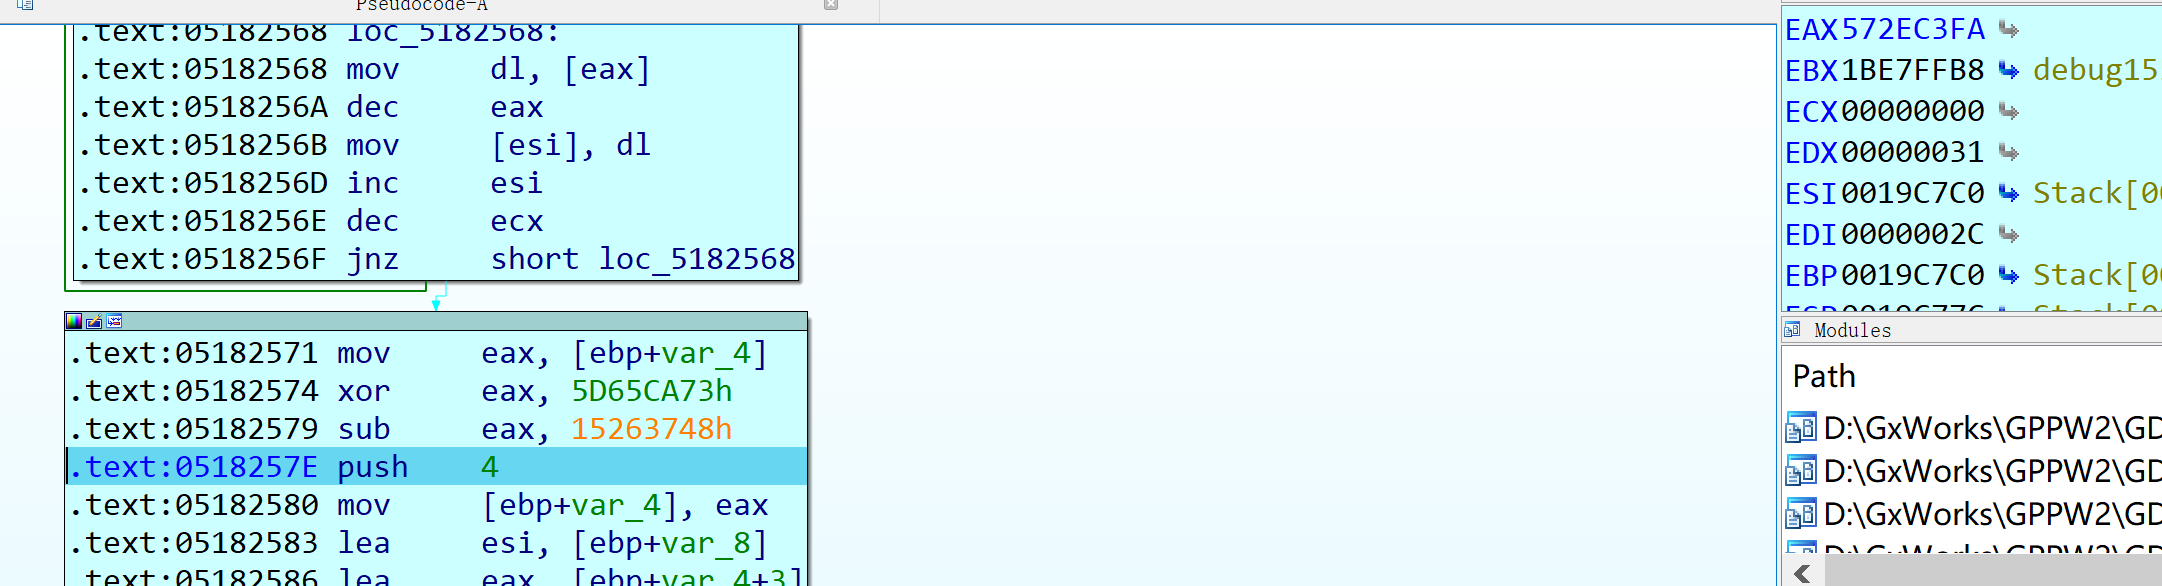 Pseudocode-A
.text:05182568 loc_5182568:
.text:05182568 mov dl, [eax]
.text:0518256A dec eax
.text:0518256B mov [esi], dl
.text:0518256D inc esi
.text:0518256E dec ecx
.text:0518256F jnz short loc_5182568
.text:05182571 mov eax, [ebp+var_4]
.text:05182574 xor eax, 5D65CA73h
.text:05182579 sub eax, 15263748h
.text:0518257E push 4
.text:05182580 mov [ebp+var_4], eax
.text:05182583 lea esi, [ebp+var_8]
.text:05182586 lea eax, [ebp+var_4+3]
EAX 572EC3FA
EBX 1BE7FFB8 debug15
ECX 00000000
EDX 00000031
ESI 0019C7C0 Stack[00
EDI 0000002C
EBP 0019C7C0 Stack[00
Modules
Path
D:\GxWorks\GPPW2\GD
D:\GxWorks\GPPW2\GD
D:\GxWorks\GPPW2\GD